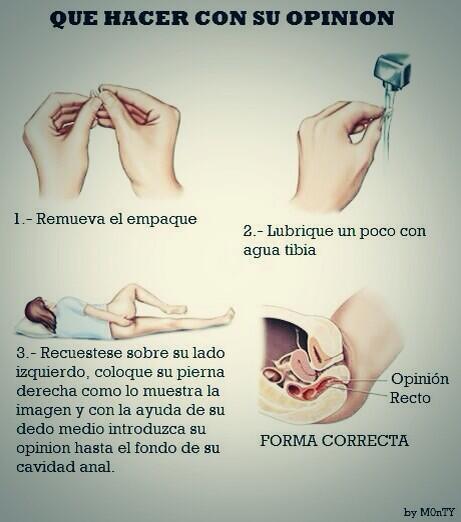 QUE HACER CON SU OPINION
1.- Remueva el empaque
2.- Lubrique un poco con
agua tibia
3.- Recuestese sobre su lado
izquierdo, coloque su pierna
derecha como lo muestra la
imagen y con la ayuda de su
dedo medio introduzca su
opinion hasta el fondo de su
cavidad anal.
Opinión
Recto
FORMA CORRECTA
by M0nTY